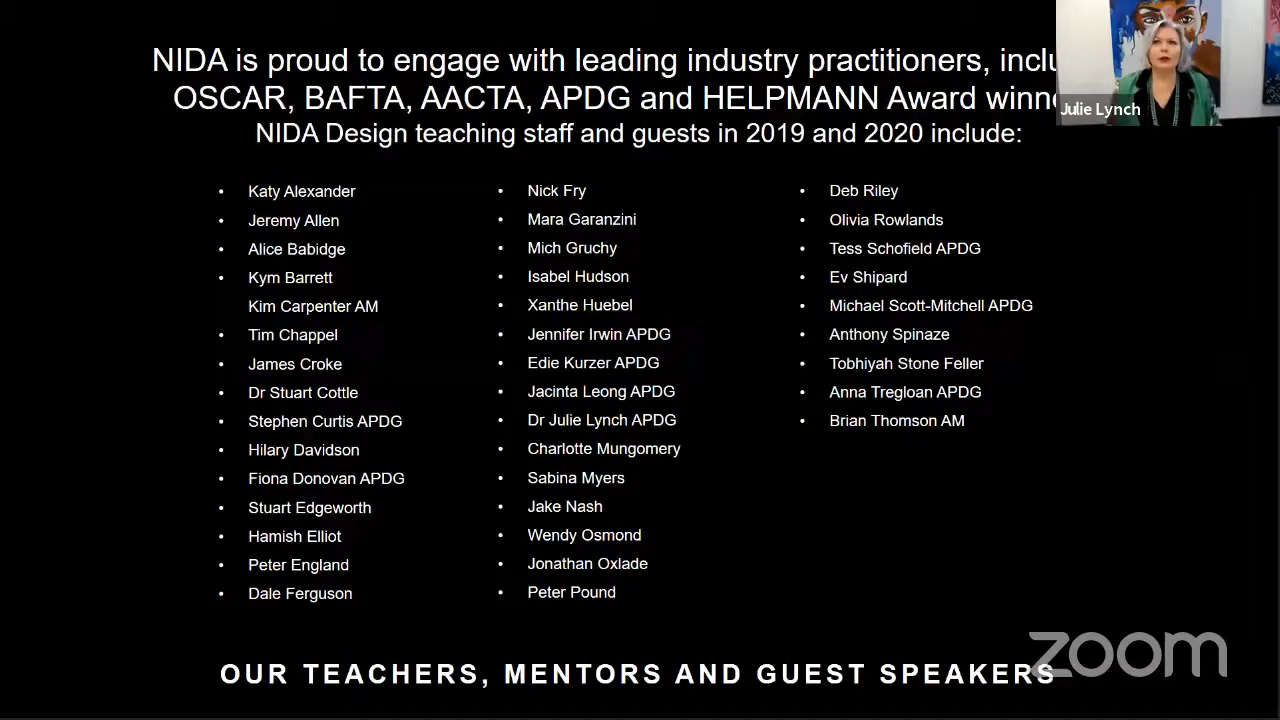 NIDA is proud to engage with leading industry practitioners,
OSCAR, BAFTA, AACTA, APDG and HELPMANN Award
NIDA Design teaching staff and guests in 2019 and 2020 include:
Julie Lynch
• Katy Alexander
• Jeremy Allen
• Alice Babidge
• Kym Barrett
Kim Carpenter AM
• Tim Chappel
• James Croke
• Dr Stuart Cottle
• Stephen Curtis APDG
• Hilary Davidson
• Fiona Donovan APDG
• Stuart Edgeworth
• Hamish Elliot
• Peter England
• Dale Ferguson
• Nick Fry
• Mara Garanzini
• Mich Gruchy
• Isabel Hudson
• Xanthe Huebel
• Jennifer Irwin APDG
• Edie Kurzer APDG
• Jacinta Leong APDG
• Dr Julie Lynch APDG
• Charlotte Mungomery
• Sabina Myers
• Jake Nash
• Wendy Osmond
• Jonathan Oxlade
• Peter Pound
• Deb Riley
• Olivia Rowlands
• Tess Schofield APDG
• Ev Shipard
• Michael Scott-Mitchell APDG
• Anthony Spinaze
• Tobhiyah Stone Feller
• Anna Tregloan APDG
• Brian Thomson AM
OUR TEACHERS, MENTORS AND GUEST SPEAKERS
zoom